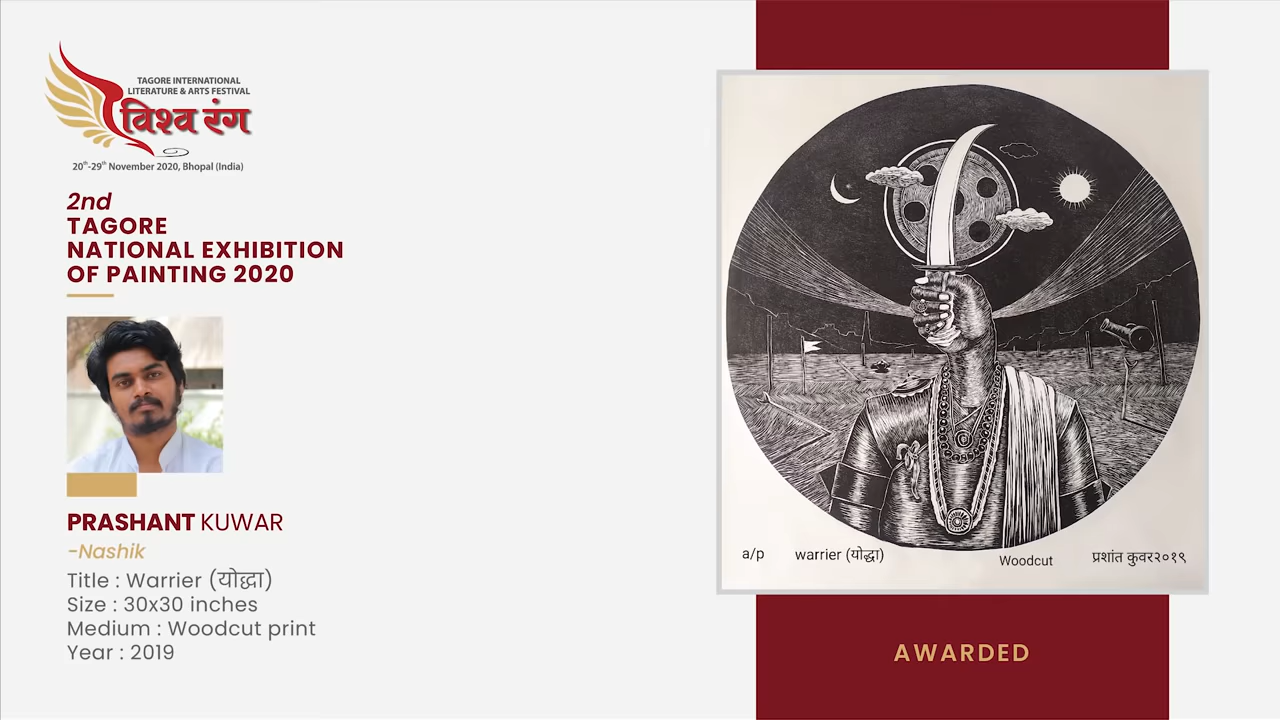 TAGORE INTERNATIONAL
LITERATURE & ARTS FESTIVAL
विश्व रंग
20th-29th November 2020, Bhopal (India)
2nd
TAGORE
NATIONAL EXHIBITION
OF PAINTING 2020
PRASHANT KUWAR
-Nashik
Title : Warrier (योद्धा)
Size : 30x30 inches
Medium : Woodcut print
Year : 2019
a/p warrier (योद्धा) Woodcut प्रशांत कुवर२०१९
AWARDED